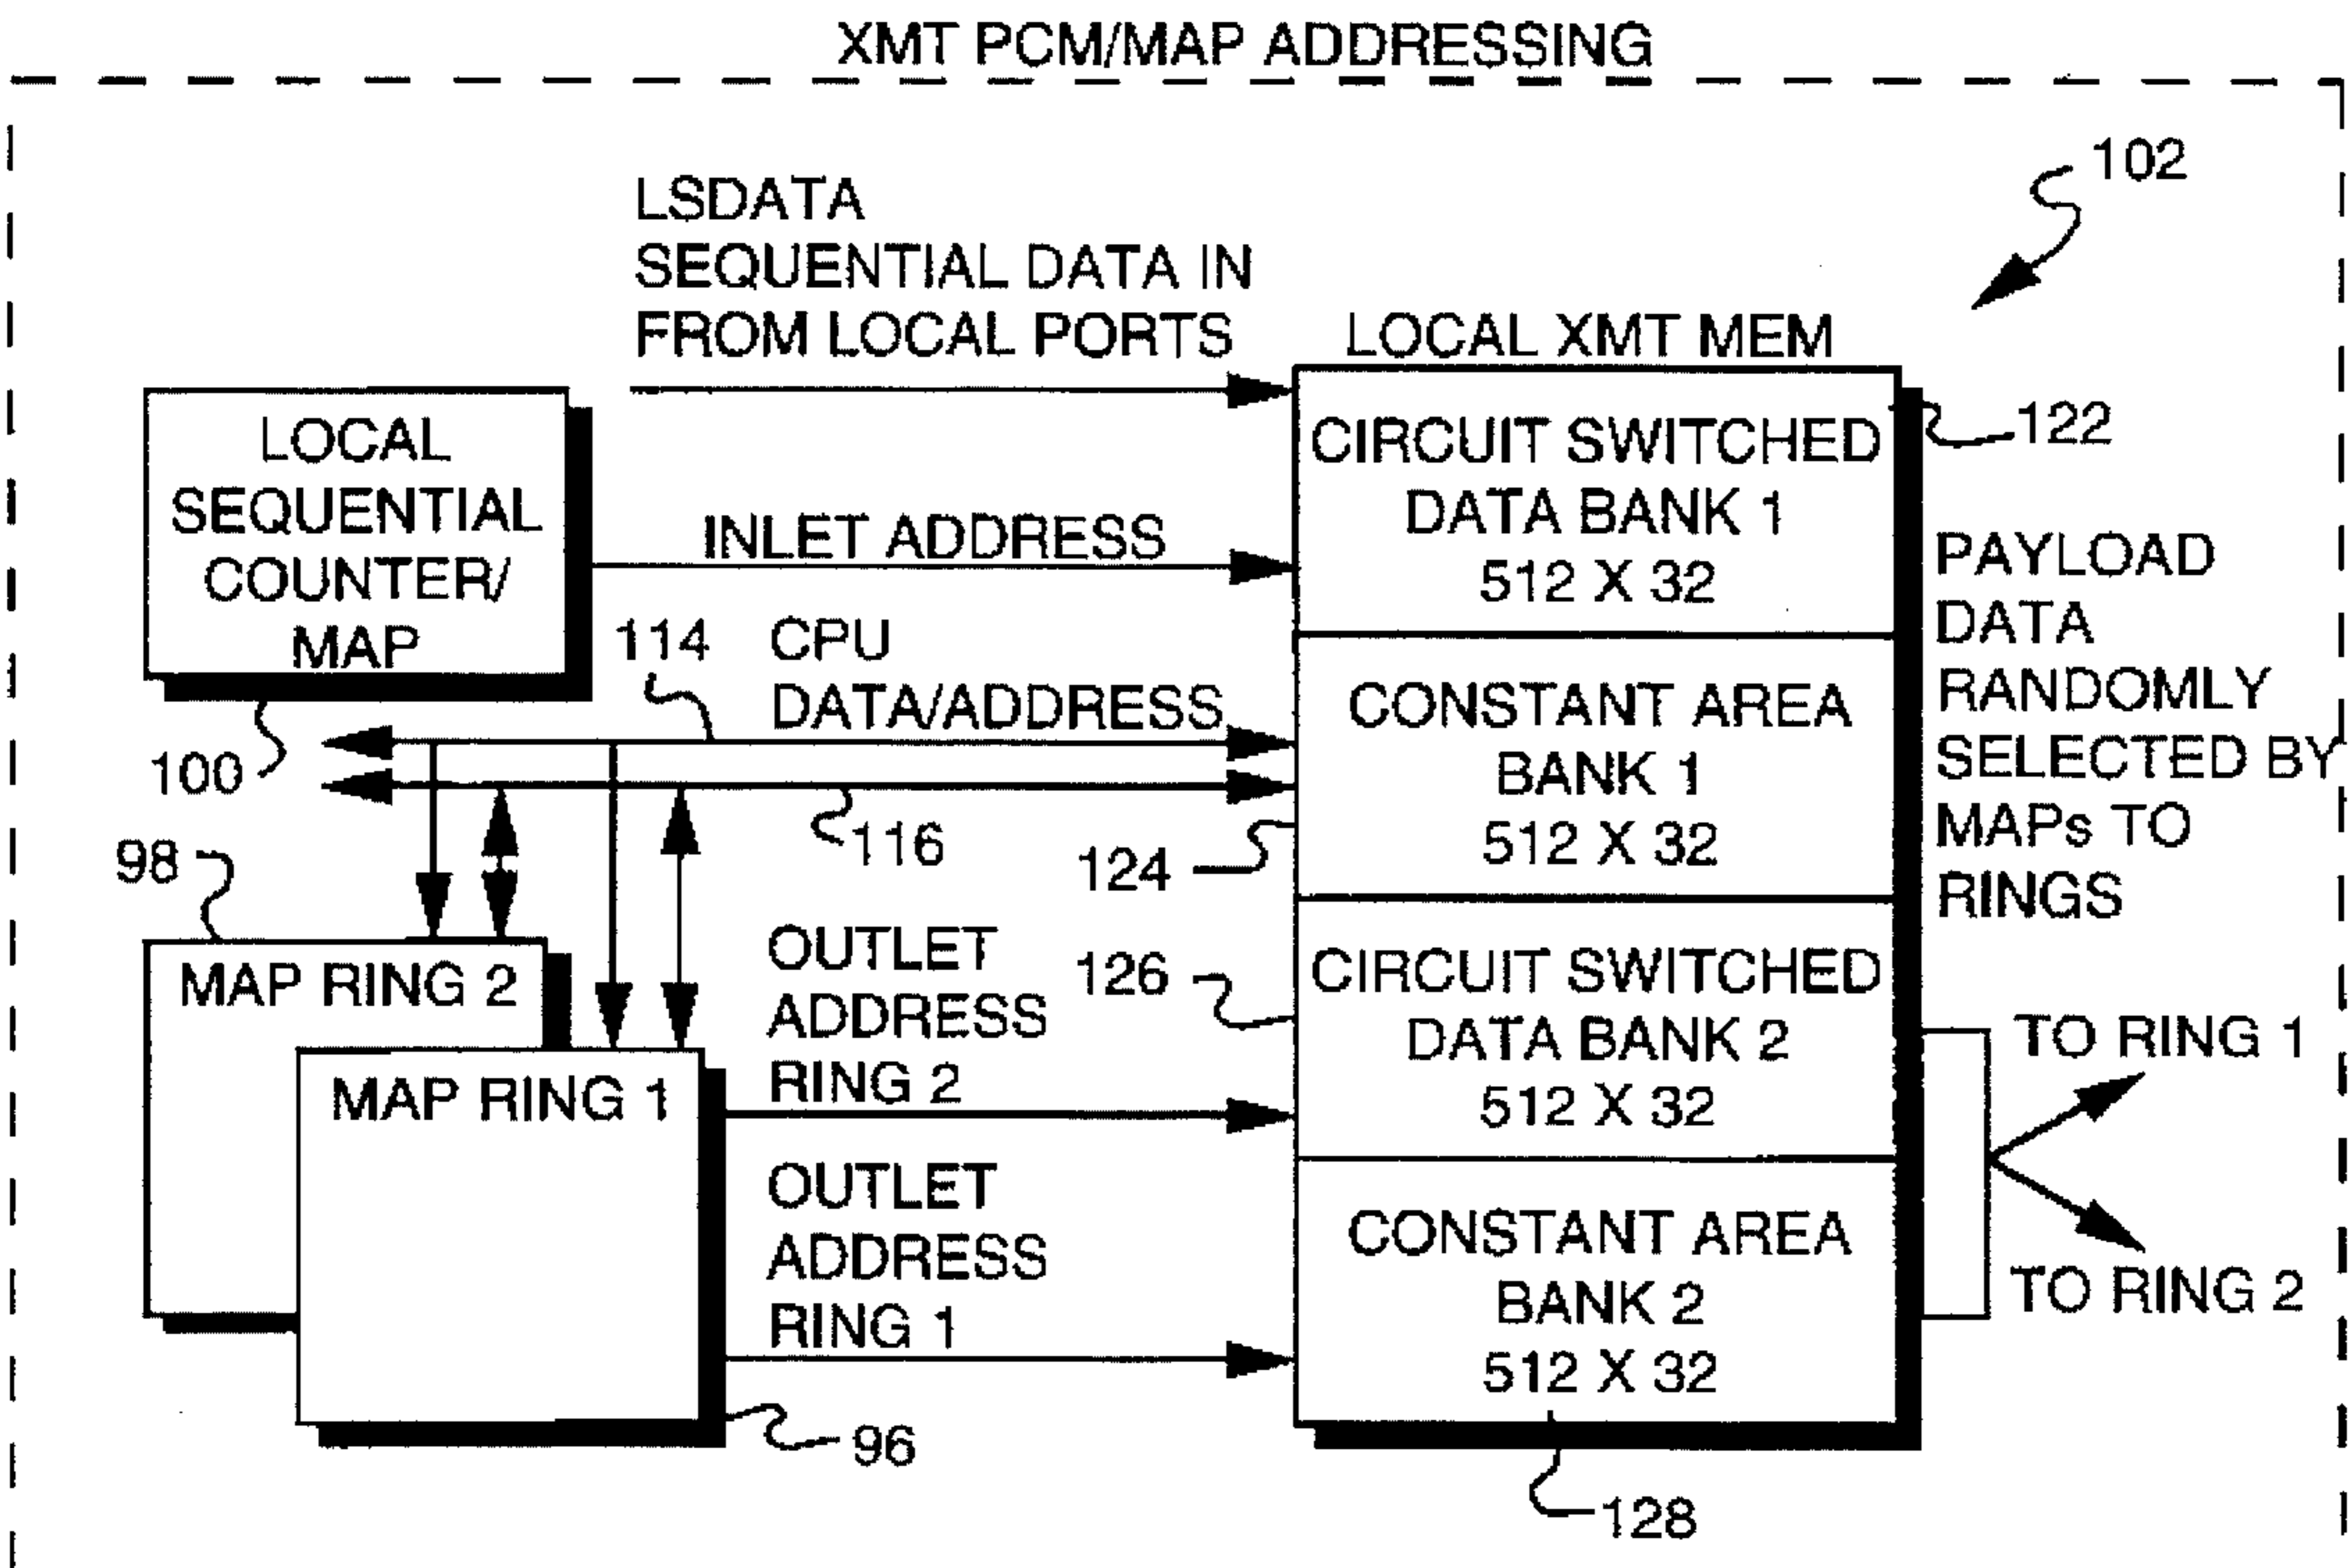 XMT PCM/MAP ADDRESSING
102
LSDATA
SEQUENTIAL DATA IN
FROM LOCAL PORTS
LOCAL XMT MEM
LOCAL
SEQUENTIAL
COUNTER/
MAP
100
INLET ADDRESS
CIRCUIT SWITCHED
DATA BANK 1
512 X 32
122
114
CPU
DATA/ADDRESS
116
CONSTANT AREA
BANK 1
512 X 32
124
PAYLOAD
DATA
RANDOMLY
SELECTED BY
MAPs TO
RINGS
98
MAP RING 2
MAP RING 1
96
OUTLET
ADDRESS
RING 2
OUTLET
ADDRESS
RING 1
126
CIRCUIT SWITCHED
DATA BANK 2
512 X 32
CONSTANT AREA
BANK 2
512 X 32
128
TO RING 1
TO RING 2